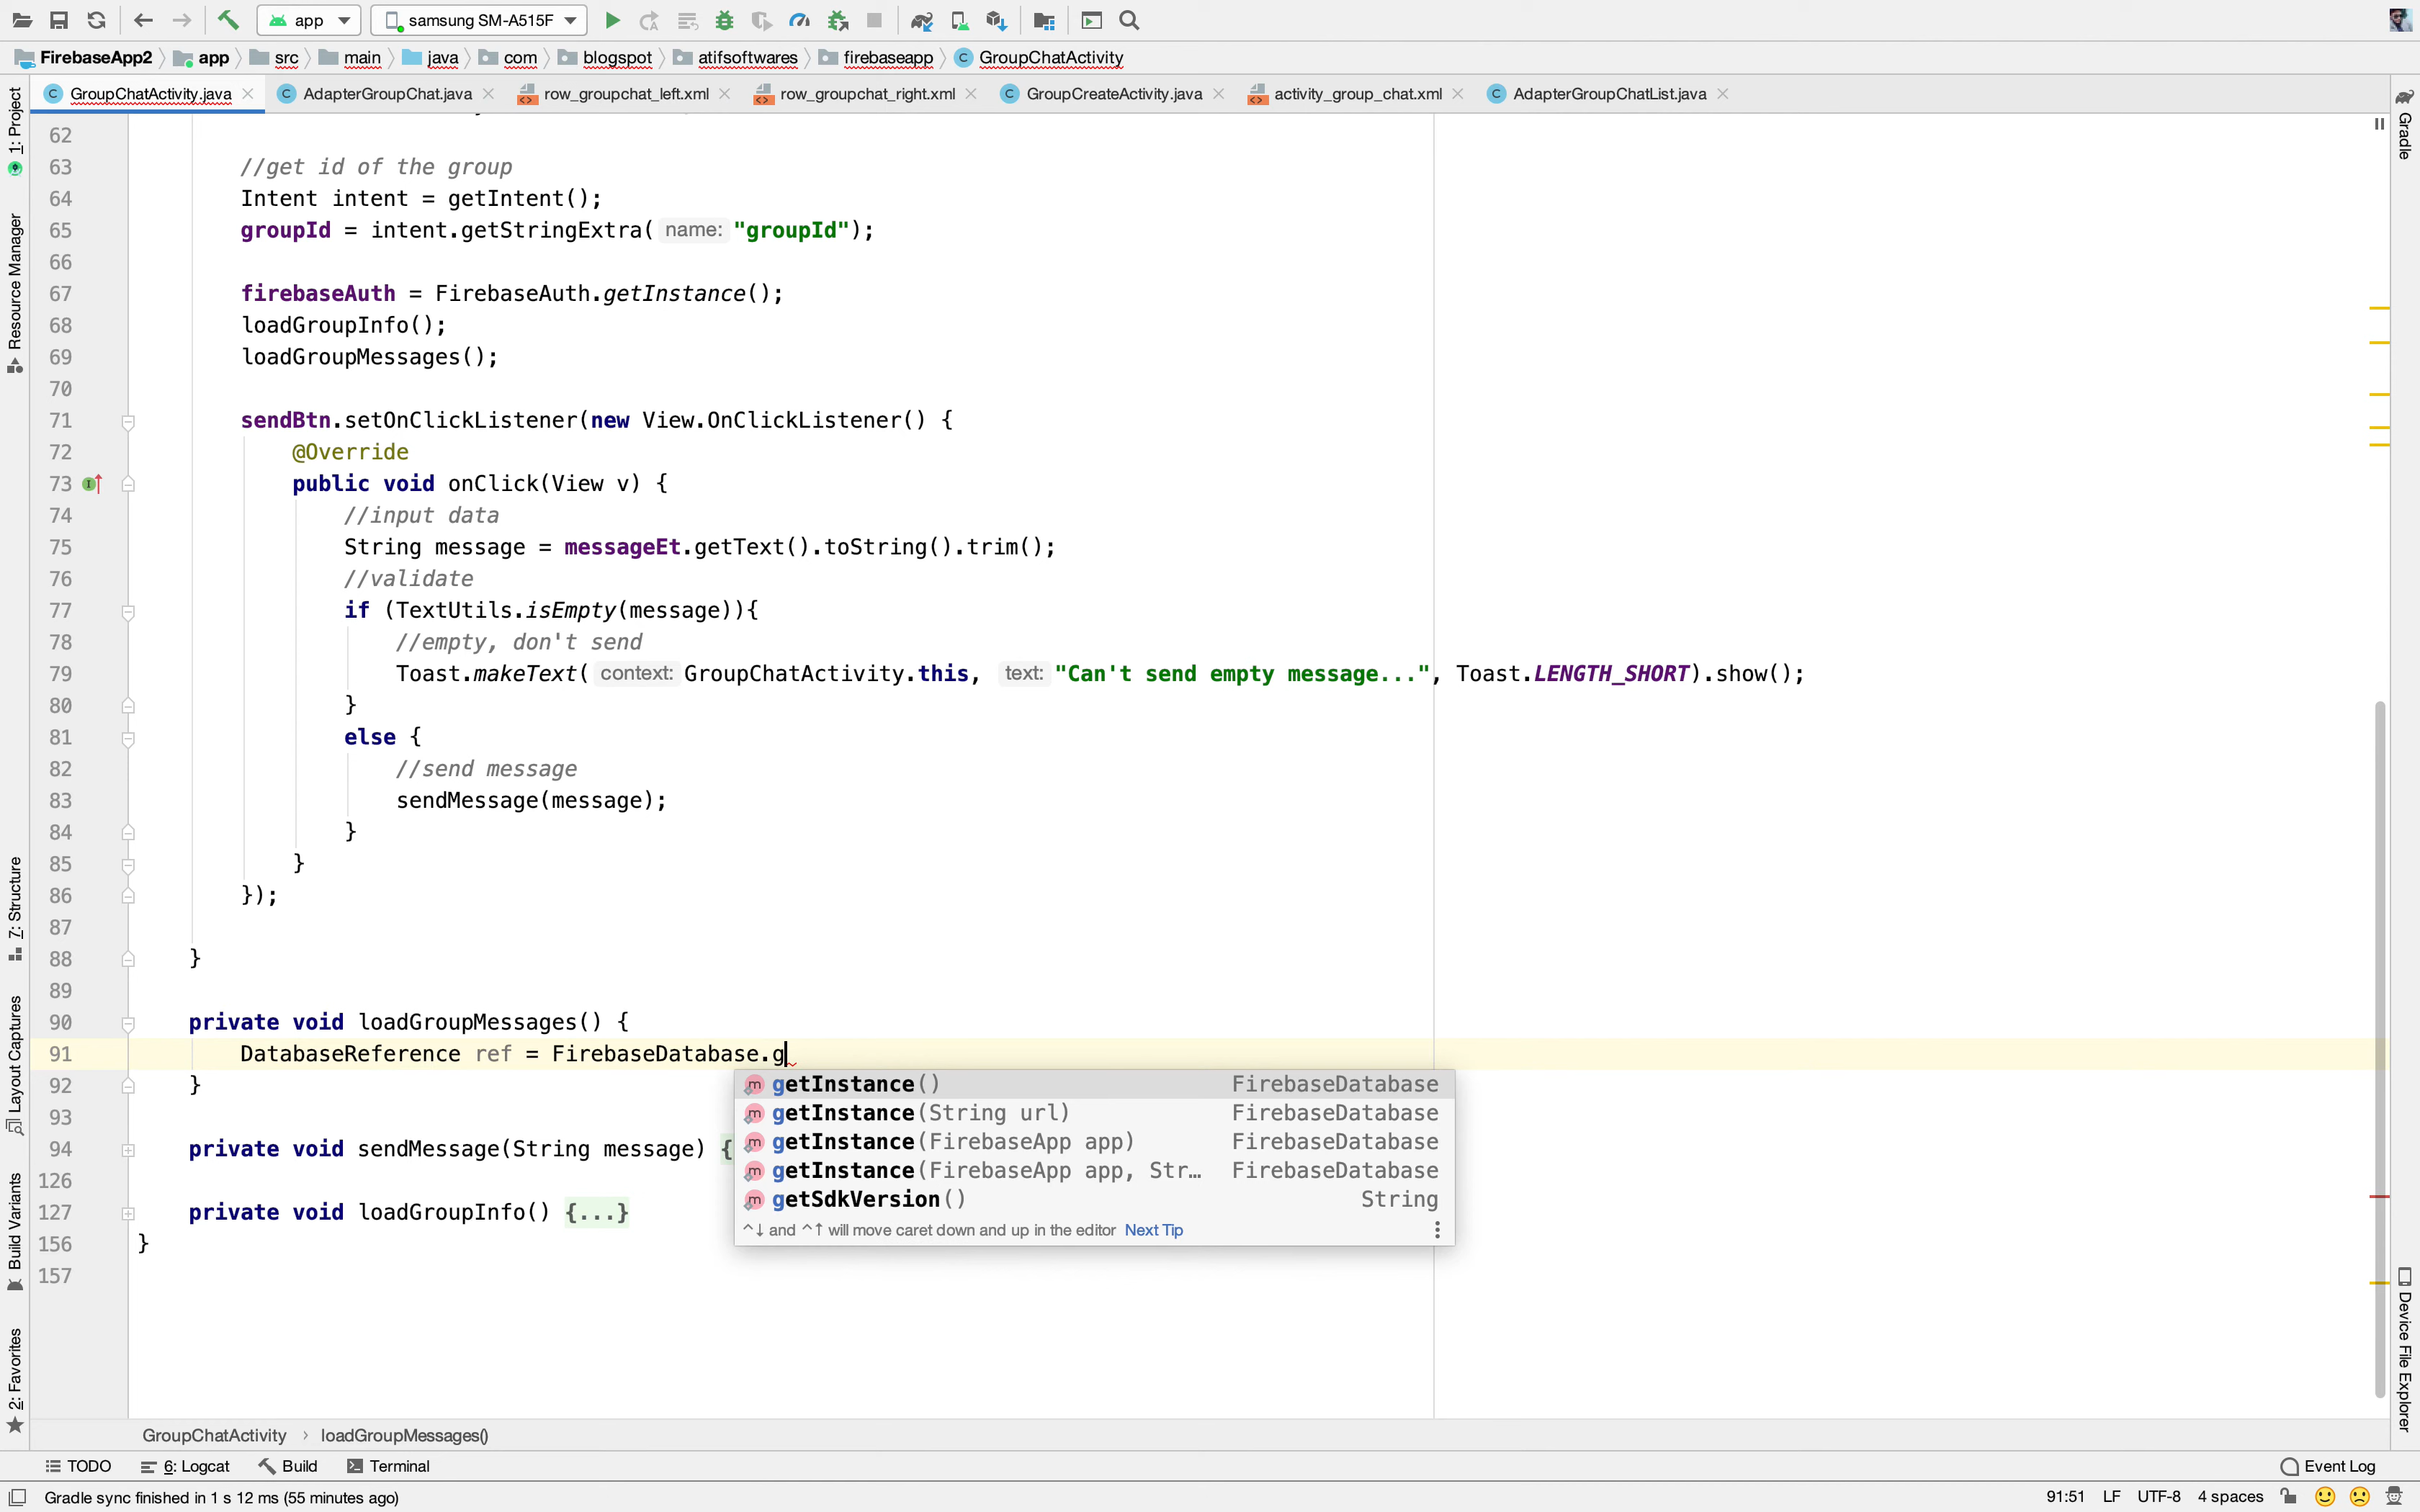 app samsung SM-A515F
FirebaseApp2 app src main java com blogspot atifsoftwares firebaseapp GroupChatActivity
GroupChatActivity.java AdapterGroupChat.java row_groupchat_left.xml row_groupchat_right.xml GroupCreateActivity.java activity_group_chat.xml AdapterGroupChatList.java
1: Project
Resource Manager
7: Structure
Layout Captures
Build Variants
2: Favorites
62
63 //get id of the group
64 Intent intent = getIntent();
65 groupId = intent.getStringExtra( name: "groupId");
66
67 firebaseAuth = FirebaseAuth.getInstance();
68 loadGroupInfo();
69 loadGroupMessages();
70
71 sendBtn.setOnClickListener(new View.OnClickListener() {
72 @Override
73 public void onClick(View v) {
74 //input data
75 String message = messageEt.getText().toString().trim();
76 //validate
77 if (TextUtils.isEmpty(message)){
78 //empty, don't send
79 Toast.makeText( context: GroupChatActivity.this, text: "Can't send empty message...", Toast.LENGTH_SHORT).show();
80 }
81 else {
82 //send message
83 sendMessage(message);
84 }
85 }
86 });
87
88 }
89
90 private void loadGroupMessages() {
91 DatabaseReference ref = FirebaseDatabase.g
92 }
93
94 private void sendMessage(String message) {
126
127 private void loadGroupInfo() {...}
156 }
157
getInstance() FirebaseDatabase
getInstance(String url) FirebaseDatabase
getInstance(FirebaseApp app) FirebaseDatabase
getInstance(FirebaseApp app, Str… FirebaseDatabase
getSdkVersion() String
^↓ and ^↑ will move caret down and up in the editor Next Tip
Gradle
Device File Explorer
GroupChatActivity › loadGroupMessages()
TODO 6: Logcat Build Terminal Event Log
Gradle sync finished in 1 s 12 ms (55 minutes ago) 91:51 LF UTF-8 4 spaces